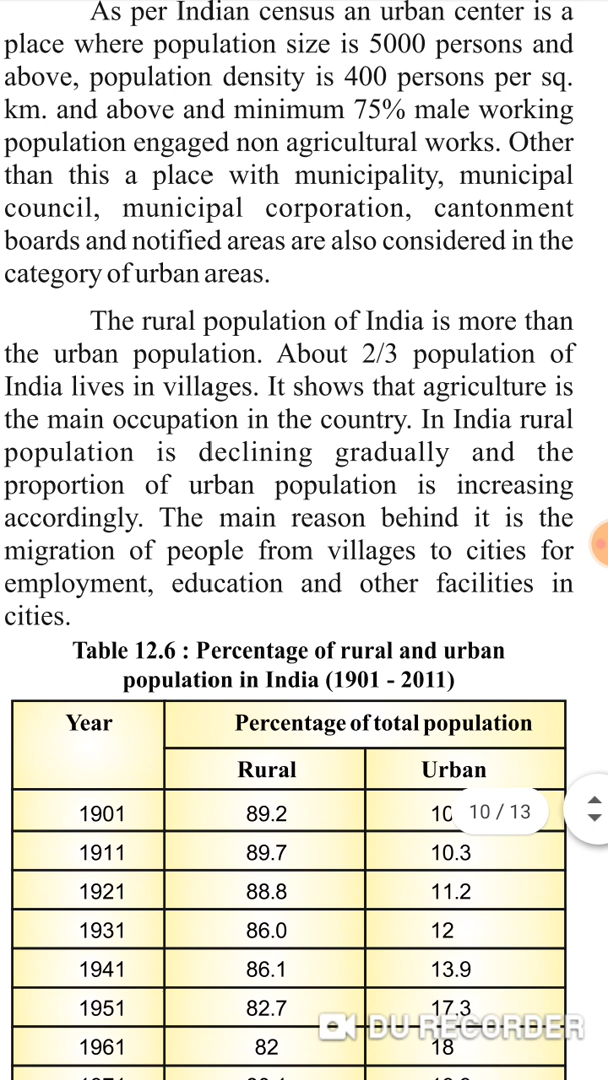 As per Indian census an urban center is a
place where population size is 5000 persons and
above, population density is 400 persons per sq.
km. and above and minimum 75% male working
population engaged non agricultural works. Other
than this a place with municipality, municipal
council, municipal corporation, cantonment
boards and notified areas are also considered in the
category of urban areas.
The rural population of India is more than
the urban population. About 2/3 population of
India lives in villages. It shows that agriculture is
the main occupation in the country. In India rural
population is declining gradually and the
proportion of urban population is increasing
accordingly. The main reason behind it is the
migration of people from villages to cities for
employment, education and other facilities in
cities.
Table 12.6 : Percentage of rural and urban
population in India (1901 - 2011)
Year Percentage of total population
Rural Urban
1901 89.2 10
10 / 13
1911 89.7 10.3
1921 88.8 11.2
1931 86.0 12
1941 86.1 13.9
1951 82.7 17.3
DU RECORDER
1961 82 18